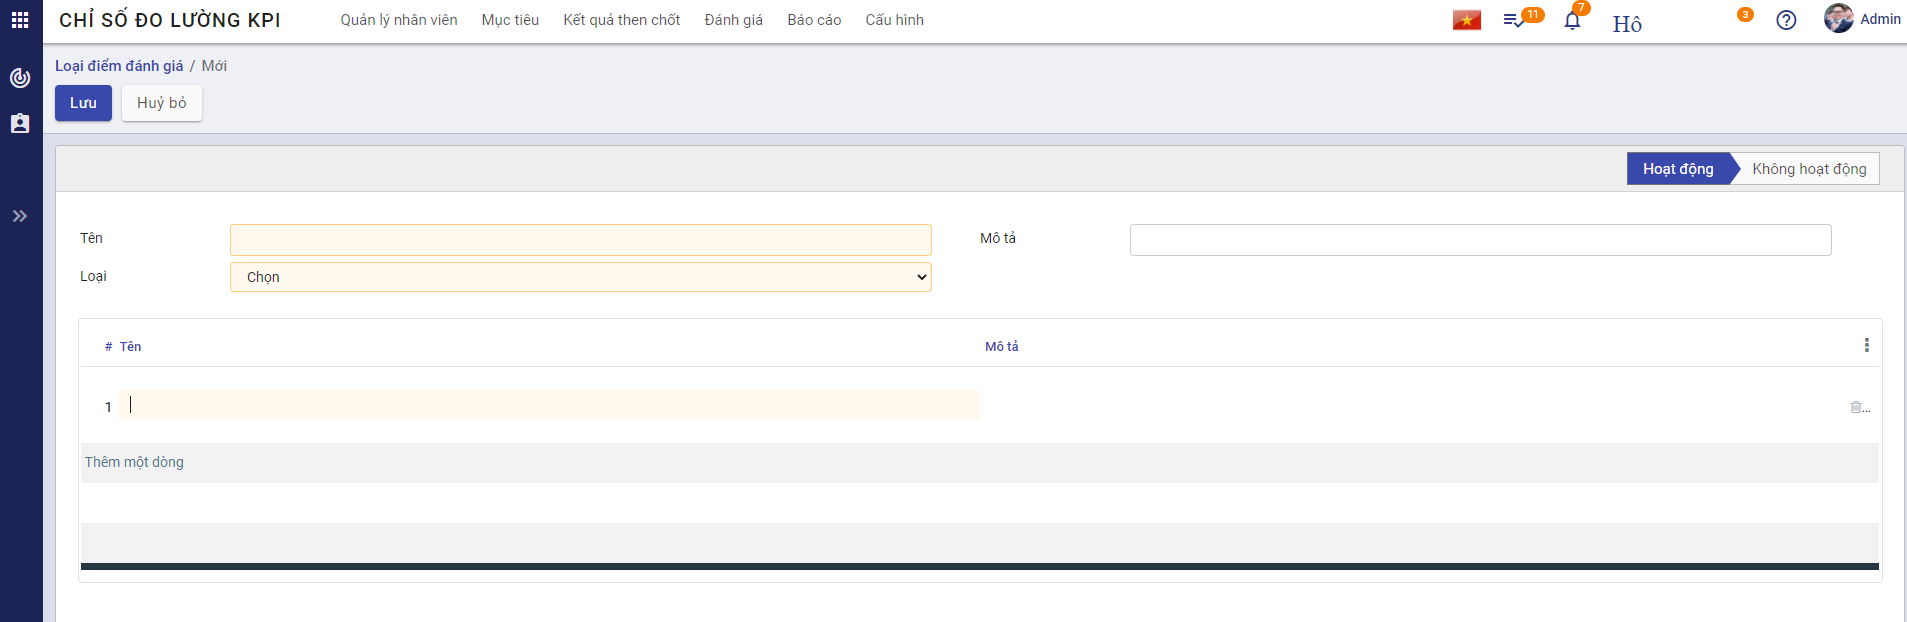 CHỈ SỐ ĐO LƯỜNG KPI Quản lý nhân viên Mục tiêu Kết quả then chốt Đánh giá Báo cáo Cấu hình 11 7 Hô 3 Admin
Loại điểm đánh giá / Mới
Lưu Huỷ bỏ
Hoạt động Không hoạt động
Tên Mô tả
Loại Chọn
# Tên Mô tả
1 ...
Thêm một dòng